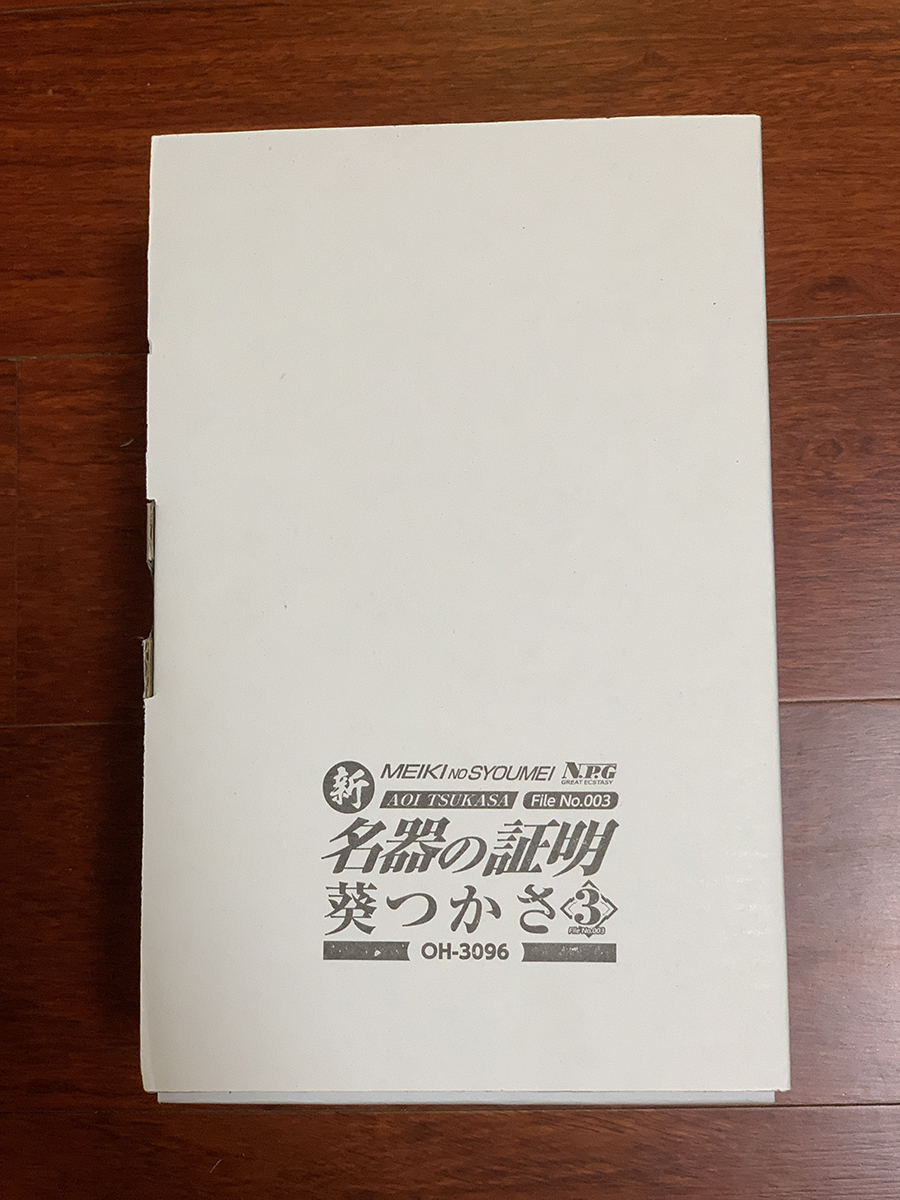 新 MEIKI NO SYOUMEI N.P.G
GREAT ECSTASY
AOI TSUKASA File No.003
名器の証明
葵つかさ 3
File No.003
OH-3096